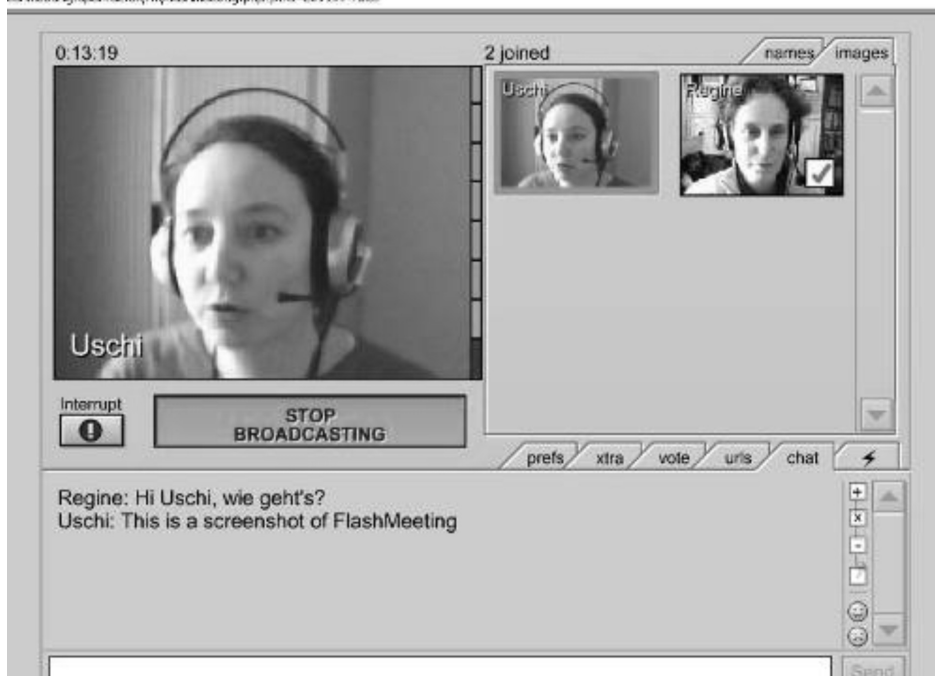 0:13:19
2 joined
names
images
Uschi
Regine
Uschi
Interrupt
STOP
BROADCASTING
prefs
xtra
vote
urls
chat
Regine: Hi Uschi, wie geht's?
Uschi: This is a screenshot of FlashMeeting
Send